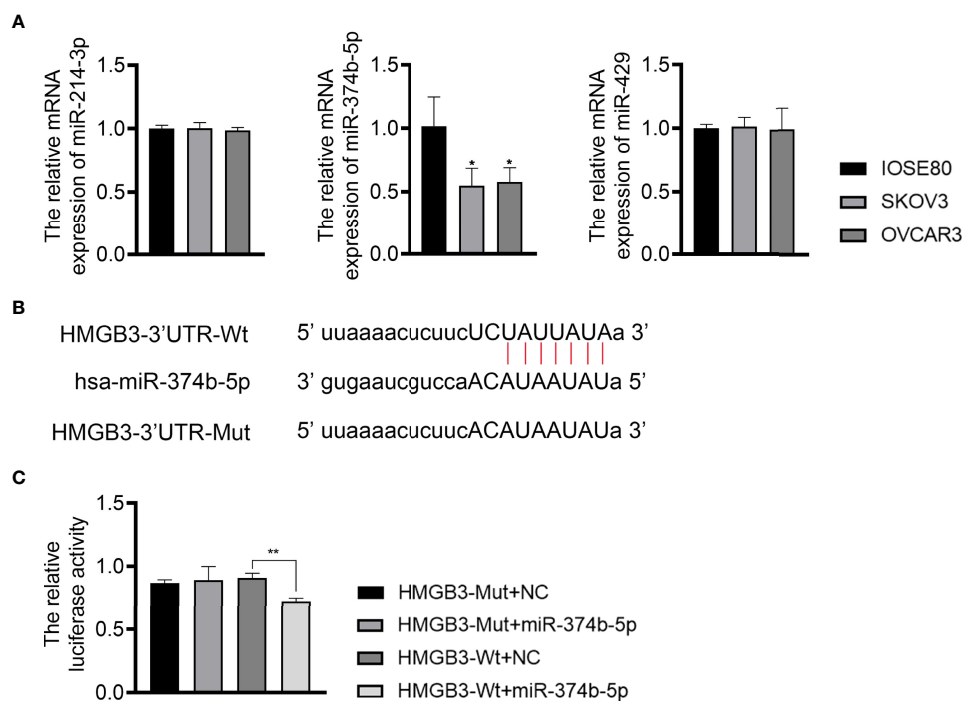 A
The relative mRNA
expression of miR-214-3p
1.5
1.0
0.5
0.0
The relative mRNA
expression of miR-374b-5p
1.5
1.0
0.5
0.0
*
*
The relative mRNA
expression of miR-429
1.5
1.0
0.5
0.0
IOSE80
SKOV3
OVCAR3
B
HMGB3-3'UTR-Wt 5' uuaaaacucuucUCUAUUAUAa 3'
hsa-miR-374b-5p 3' gugaaucguccaACAUAAUAUa 5'
HMGB3-3'UTR-Mut 5' uuaaaacucuucACAUAAUAUa 3'
C
The relative
luciferase activity
1.5
1.0
0.5
0.0
**
HMGB3-Mut+NC
HMGB3-Mut+miR-374b-5p
HMGB3-Wt+NC
HMGB3-Wt+miR-374b-5p